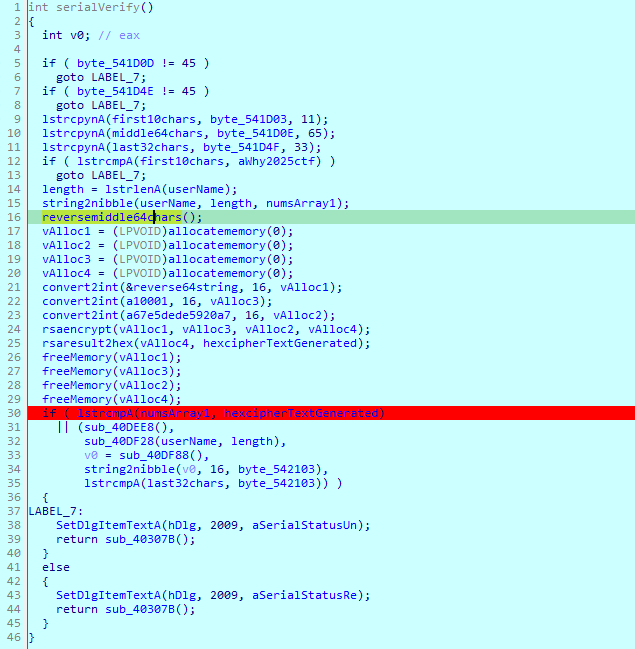 1 int serialVerify()
2 {
3 int v0; // eax
4
5 if ( byte_541D0D != 45 )
6 goto LABEL_7;
7 if ( byte_541D4E != 45 )
8 goto LABEL_7;
9 lstrcpynA(first10chars, byte_541D03, 11);
10 lstrcpynA(middle64chars, byte_541D0E, 65);
11 lstrcpynA(last32chars, byte_541D4F, 33);
12 if ( lstrcmpA(first10chars, aWhy2025ctf) )
13 goto LABEL_7;
14 length = lstrlenA(userName);
15 string2nibble(userName, length, numsArray1);
16 reversemiddle64chars();
17 vAlloc1 = (LPVOID)allocatememory(0);
18 vAlloc2 = (LPVOID)allocatememory(0);
19 vAlloc3 = (LPVOID)allocatememory(0);
20 vAlloc4 = (LPVOID)allocatememory(0);
21 convert2int(&reverse64string, 16, vAlloc1);
22 convert2int(a10001, 16, vAlloc3);
23 convert2int(a67e5dede5920a7, 16, vAlloc2);
24 rsaencrypt(vAlloc1, vAlloc3, vAlloc2, vAlloc4);
25 rsaresult2hex(vAlloc4, hexcipherTextGenerated);
26 freeMemory(vAlloc1);
27 freeMemory(vAlloc3);
28 freeMemory(vAlloc2);
29 freeMemory(vAlloc4);
30 if ( lstrcmpA(numsArray1, hexcipherTextGenerated)
31 || (sub_40DEE8(),
32 sub_40DF28(userName, length),
33 v0 = sub_40DF88(),
34 string2nibble(v0, 16, byte_542103),
35 lstrcmpA(last32chars, byte_542103)) )
36 {
37 LABEL_7:
38 SetDlgItemTextA(hDlg, 2009, aSerialStatusUn);
39 return sub_40307B();
40 }
41 else
42 {
43 SetDlgItemTextA(hDlg, 2009, aSerialStatusRe);
44 return sub_40307B();
45 }
46 }